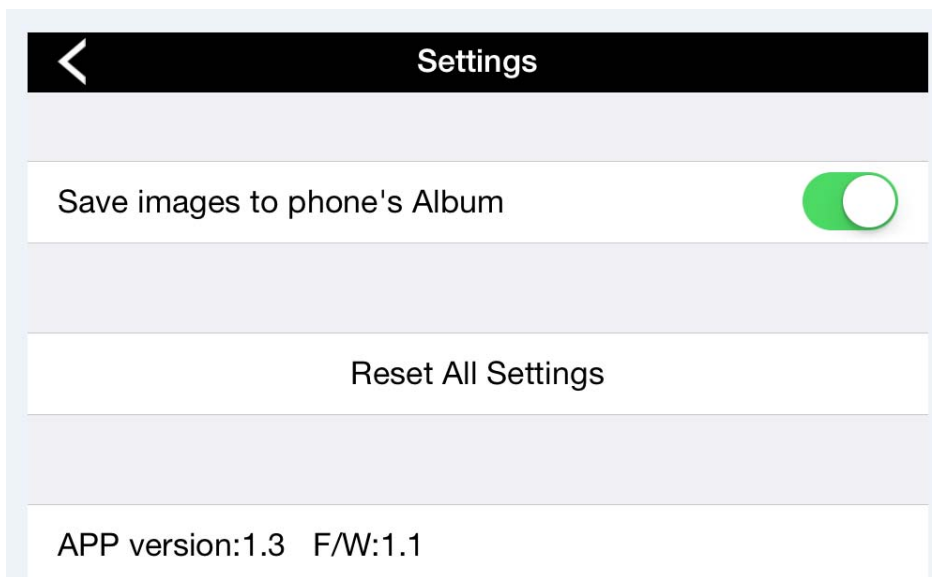 Settings
Save images to phone's Album
Reset All Settings
APP version:1.3 F/W:1.1